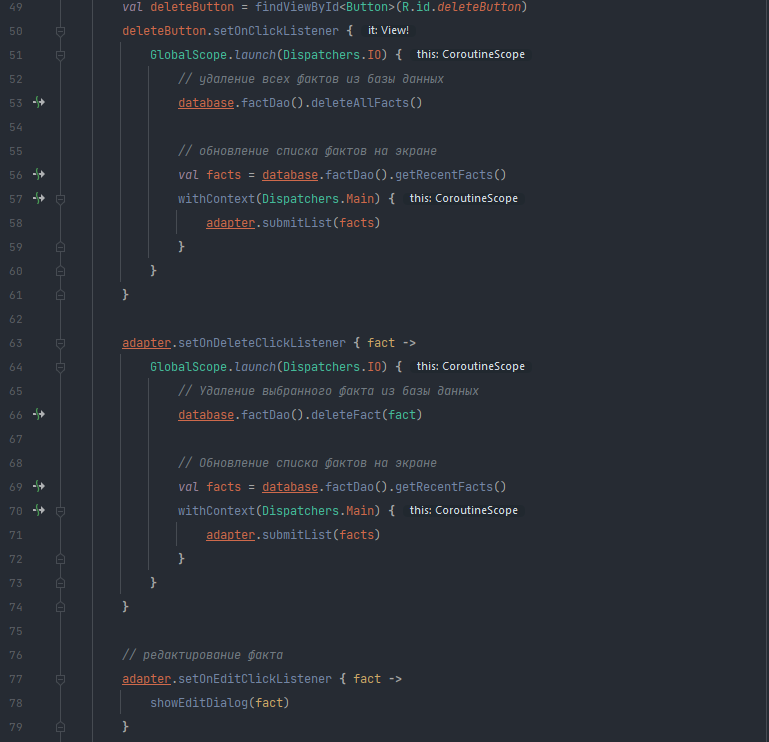 49 val deleteButton = findViewById<Button>(R.id.deleteButton)
50 deleteButton.setOnClickListener { it: View!
51 GlobalScope.launch(Dispatchers.IO) { this: CoroutineScope
52 // удаление всех фактов из базы данных
53 database.factDao().deleteAllFacts()
54
55 // обновление списка фактов на экране
56 val facts = database.factDao().getRecentFacts()
57 withContext(Dispatchers.Main) { this: CoroutineScope
58 adapter.submitList(facts)
59 }
60 }
61 }
62
63 adapter.setOnDeleteClickListener { fact ->
64 GlobalScope.launch(Dispatchers.IO) { this: CoroutineScope
65 // Удаление выбранного факта из базы данных
66 database.factDao().deleteFact(fact)
67
68 // Обновление списка фактов на экране
69 val facts = database.factDao().getRecentFacts()
70 withContext(Dispatchers.Main) { this: CoroutineScope
71 adapter.submitList(facts)
72 }
73 }
74 }
75
76 // редактирование факта
77 adapter.setOnEditClickListener { fact ->
78 showEditDialog(fact)
79 }